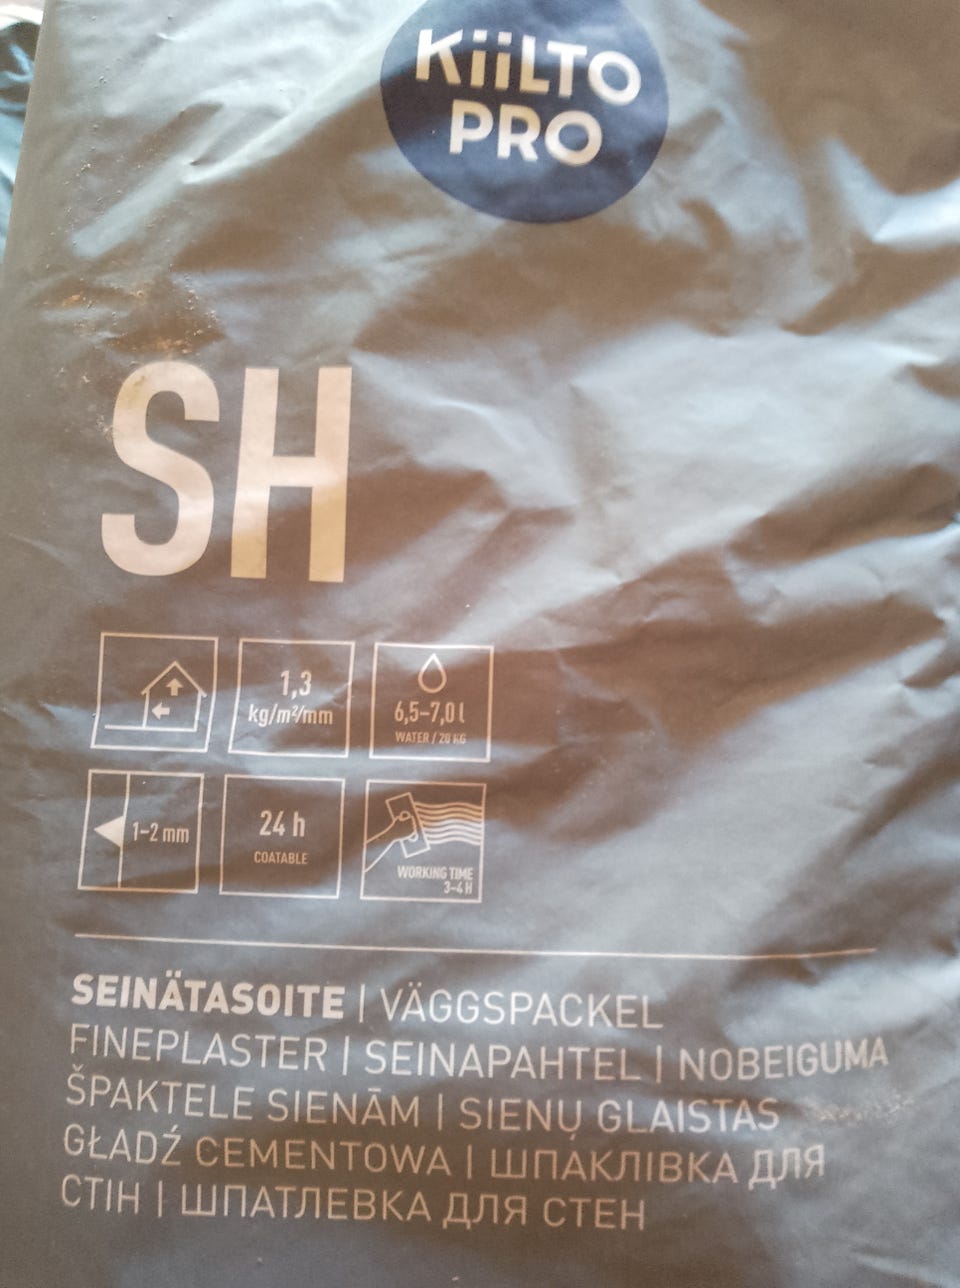 KiiLTO
PRO
SH
1,3
kg/m²/mm
6,5-7,0 l
WATER / 20 KG
1-2 mm
24 h
COATABLE
WORKING TIME
3-4 H
SEINÄTASOITE | VÄGGSPACKEL
FINEPLASTER | SEINAPAHTEL | NOBEIGUMA
ŠPAKTELE SIENĀM | SIENŲ GLAISTAS
GŁADŹ CEMENTOWA | ШПАКЛІВКА ДЛЯ
СТІН | ШПАТЛЕВКА ДЛЯ СТЕН